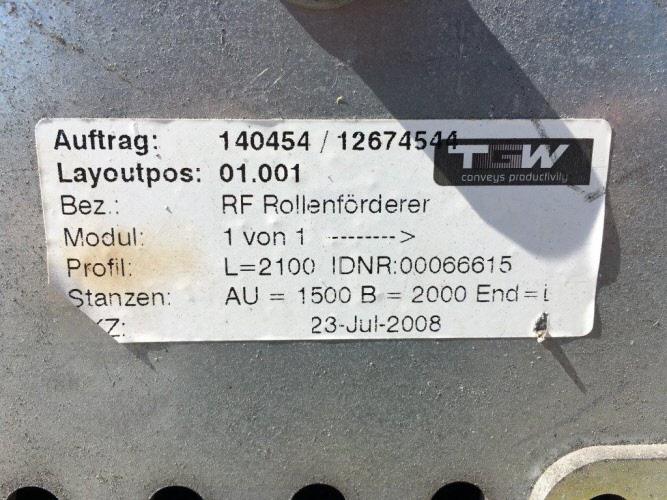 Auftrag: 140454 / 12674544
TGW
conveys productivity
Layoutpos: 01.001
Bez.: RF Rollenförderer
Modul: 1 von 1 -------->
Profil: L=2100 IDNR:00066615
Stanzen: AU = 1500 B = 2000 End=i
23-Jul-2008